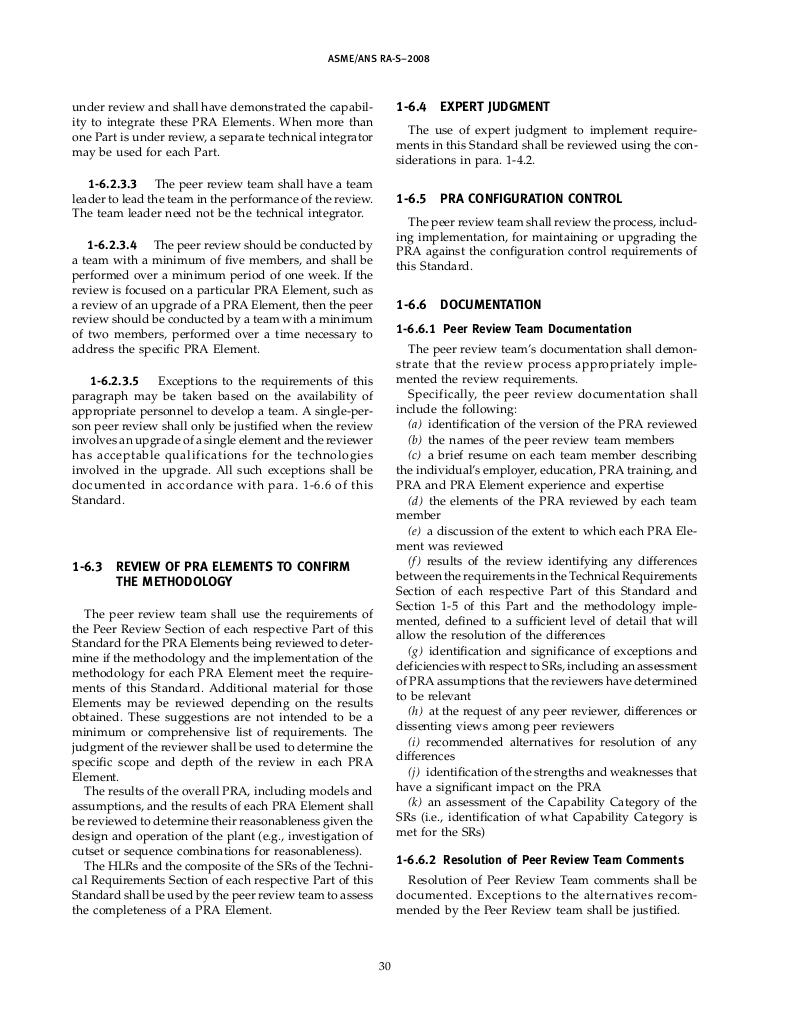 ASME/ANS RA-S–2008
under review and shall have demonstrated the capabil-
ity to integrate these PRA Elements. When more than
one Part is under review, a separate technical integrator
may be used for each Part.
1-6.2.3.3 The peer review team shall have a team
leader to lead the team in the performance of the review.
The team leader need not be the technical integrator.
1-6.2.3.4 The peer review should be conducted by
a team with a minimum of five members, and shall be
performed over a minimum period of one week. If the
review is focused on a particular PRA Element, such as
a review of an upgrade of a PRA Element, then the peer
review should be conducted by a team with a minimum
of two members, performed over a time necessary to
address the specific PRA Element.
1-6.2.3.5 Exceptions to the requirements of this
paragraph may be taken based on the availability of
appropriate personnel to develop a team. A single-per-
son peer review shall only be justified when the review
involves an upgrade of a single element and the reviewer
has acceptable qualifications for the technologies
involved in the upgrade. All such exceptions shall be
documented in accordance with para. 1-6.6 of this
Standard.
1-6.3 REVIEW OF PRA ELEMENTS TO CONFIRM
THE METHODOLOGY
The peer review team shall use the requirements of
the Peer Review Section of each respective Part of this
Standard for the PRA Elements being reviewed to deter-
mine if the methodology and the implementation of the
methodology for each PRA Element meet the require-
ments of this Standard. Additional material for those
Elements may be reviewed depending on the results
obtained. These suggestions are not intended to be a
minimum or comprehensive list of requirements. The
judgment of the reviewer shall be used to determine the
specific scope and depth of the review in each PRA
Element.
The results of the overall PRA, including models and
assumptions, and the results of each PRA Element shall
be reviewed to determine their reasonableness given the
design and operation of the plant (e.g., investigation of
cutset or sequence combinations for reasonableness).
The HLRs and the composite of the SRs of the Techni-
cal Requirements Section of each respective Part of this
Standard shall be used by the peer review team to assess
the completeness of a PRA Element.
1-6.4 EXPERT JUDGMENT
The use of expert judgment to implement require-
ments in this Standard shall be reviewed using the con-
siderations in para. 1-4.2.
1-6.5 PRA CONFIGURATION CONTROL
The peer review team shall review the process, includ-
ing implementation, for maintaining or upgrading the
PRA against the configuration control requirements of
this Standard.
1-6.6 DOCUMENTATION
1-6.6.1 Peer Review Team Documentation
The peer review team's documentation shall demon-
strate that the review process appropriately imple-
mented the review requirements.
Specifically, the peer review documentation shall
include the following:
(a) identification of the version of the PRA reviewed
(b) the names of the peer review team members
(c) a brief resume on each team member describing
the individual's employer, education, PRA training, and
PRA and PRA Element experience and expertise
(d) the elements of the PRA reviewed by each team
member
(e) a discussion of the extent to which each PRA Ele-
ment was reviewed
(f) results of the review identifying any differences
between the requirements in the Technical Requirements
Section of each respective Part of this Standard and
Section 1-5 of this Part and the methodology imple-
mented, defined to a sufficient level of detail that will
allow the resolution of the differences
(g) identification and significance of exceptions and
deficiencies with respect to SRs, including an assessment
of PRA assumptions that the reviewers have determined
to be relevant
(h) at the request of any peer reviewer, differences or
dissenting views among peer reviewers
(i) recommended alternatives for resolution of any
differences
(j) identification of the strengths and weaknesses that
have a significant impact on the PRA
(k) an assessment of the Capability Category of the
SRs (i.e., identification of what Capability Category is
met for the SRs)
1-6.6.2 Resolution of Peer Review Team Comments
Resolution of Peer Review Team comments shall be
documented. Exceptions to the alternatives recom-
mended by the Peer Review team shall be justified.
30